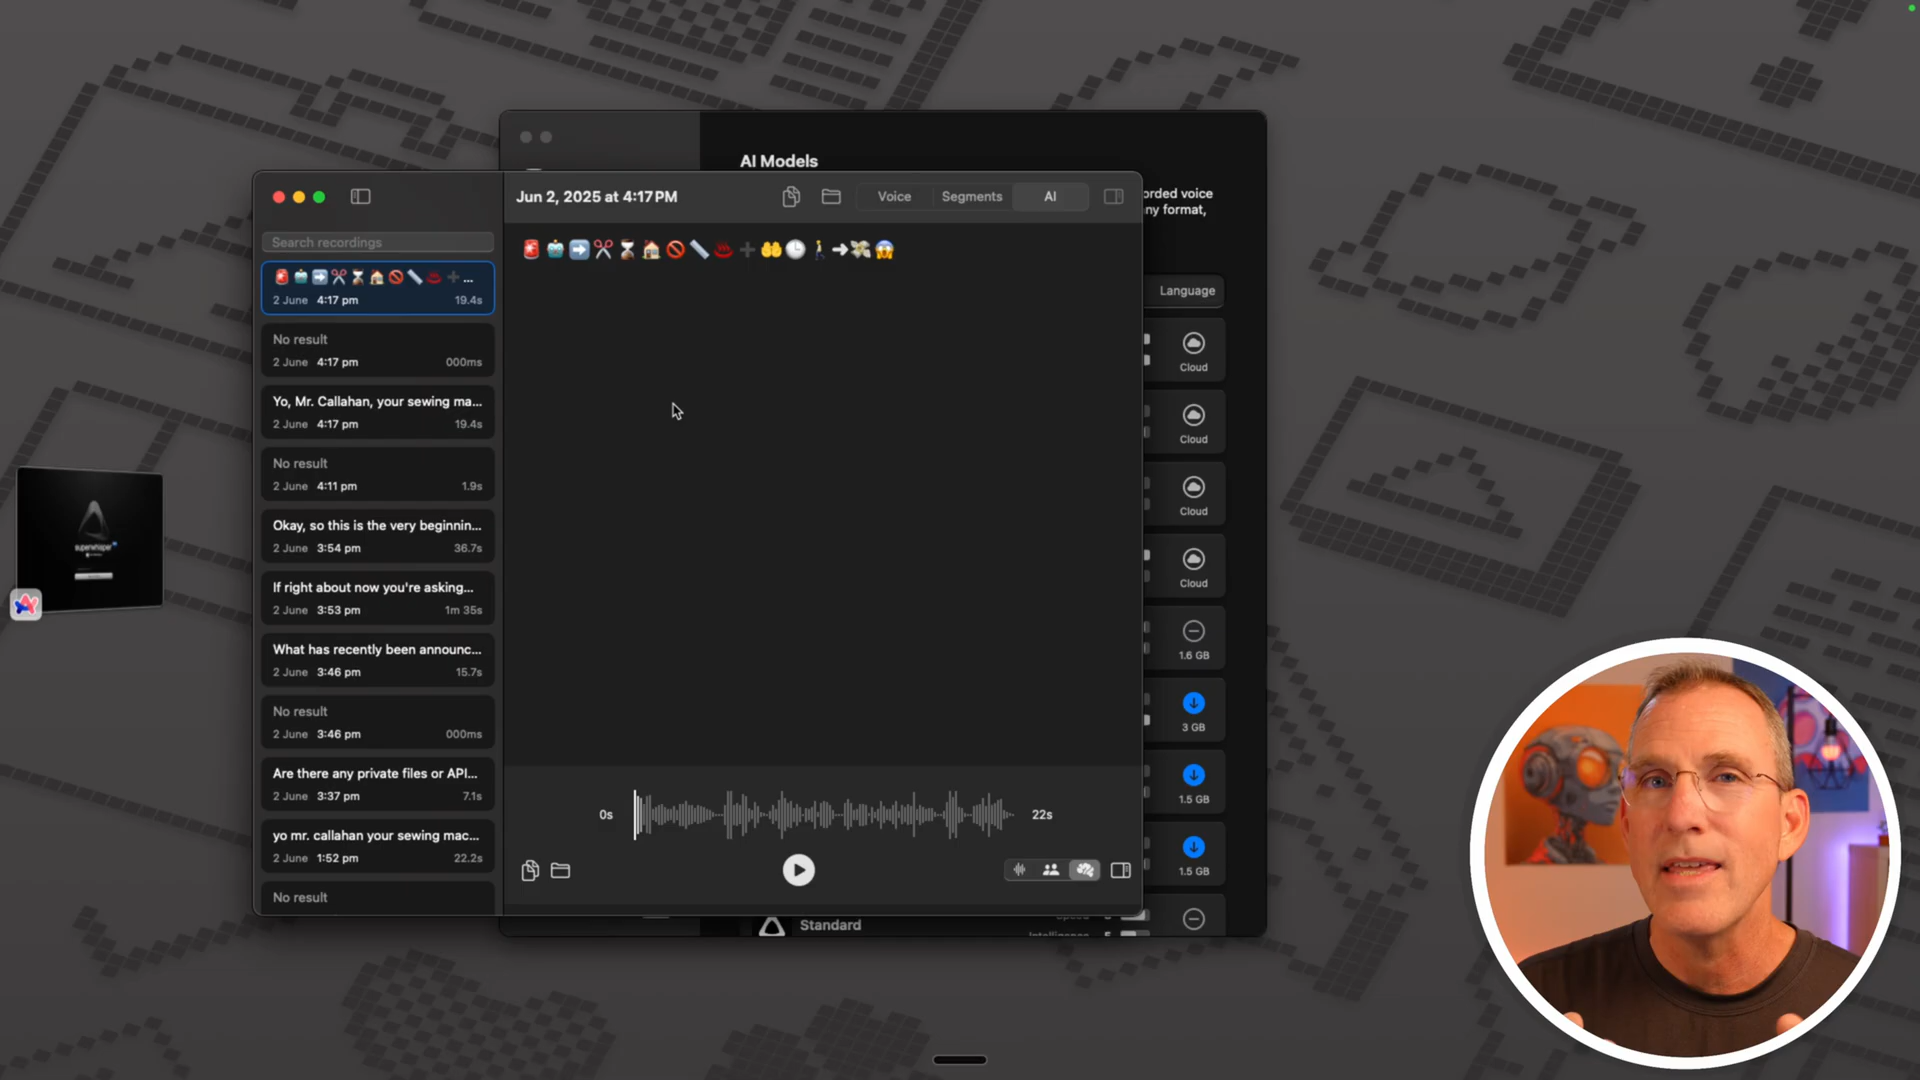 AI Models
orded voice
ny format,
Language
Cloud
Cloud
Cloud
Cloud
1.6 GB
3 GB
1.5 GB
1.5 GB
Standard
Jun 2, 2025 at 4:17 PM
Voice
Segments
AI
Search recordings
🚨🤖➡️✂️⏳🏠🚫📏♨️➕...
2 June 4:17 pm 19.4s
No result
2 June 4:17 pm 000ms
Yo, Mr. Callahan, your sewing ma...
2 June 4:17 pm 19.4s
No result
2 June 4:11 pm 1.9s
Okay, so this is the very beginnin...
2 June 3:54 pm 36.7s
If right about now you're asking...
2 June 3:53 pm 1m 35s
What has recently been announc...
2 June 3:46 pm 15.7s
No result
2 June 3:46 pm 000ms
Are there any private files or API...
2 June 3:37 pm 7.1s
yo mr. callahan your sewing mac...
2 June 1:52 pm 22.2s
No result
🚨🤖➡️✂️⏳🏠🚫📏♨️➕🤲🕒🚶→💸😱
0s
22s
superwhisper